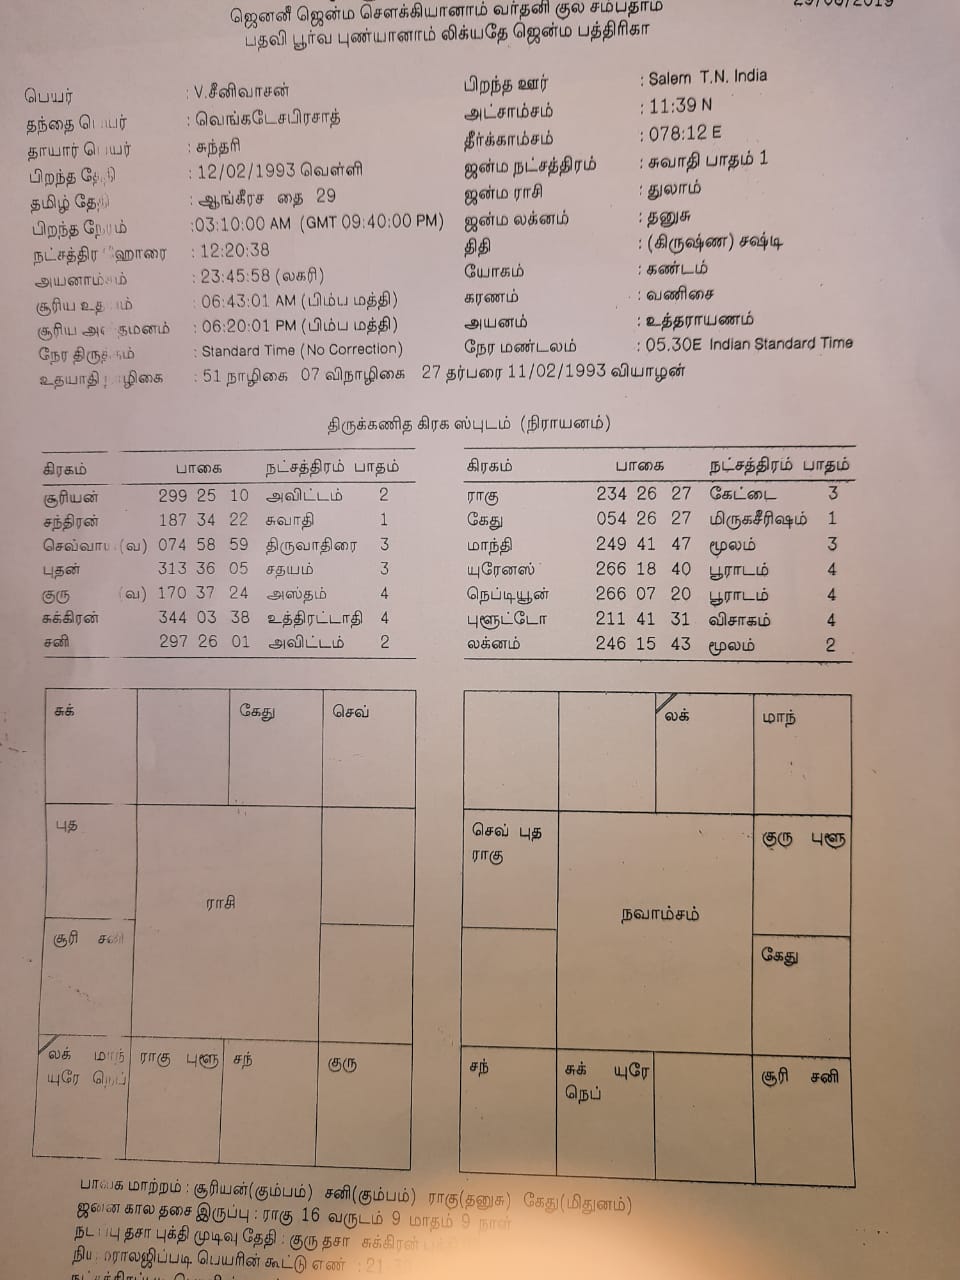 ஜெனனீ ஜென்ம சௌக்கியானாம் வர்தனி குல சம்பதாம்
பதவி பூர்வ புண்யானாம் லிக்யதே ஜென்ம பத்திரிகா
பெயர் : V.சீனிவாசன்
தந்தை பெயர் : வெங்கடேசபிரசாத்
தாயார் பெயர் : சுந்தரி
பிறந்த தேதி : 12/02/1993 வெள்ளி
தமிழ் தேதி : ஆங்கீரச தை 29
பிறந்த நேரம் :03:10:00 AM (GMT 09:40:00 PM)
நட்சத்திர ஹோரை : 12:20:38
அயனாம்சம் : 23:45:58 (லகரி)
சூரிய உதயம் : 06:43:01 AM (பிம்ப மத்தி)
சூரிய அஸ்தமனம் : 06:20:01 PM (பிம்ப மத்தி)
நேர திருத்தம் : Standard Time (No Correction)
உதயாதி நாழிகை : 51 நாழிகை 07 விநாழிகை 27 தர்பரை 11/02/1993 வியாழன்
பிறந்த ஊர் : Salem T.N. India
அட்சாம்சம் : 11:39 N
தீர்க்காம்சம் : 078:12 E
ஜன்ம நட்சத்திரம் : சுவாதி பாதம் 1
ஜன்ம ராசி : துலாம்
ஜன்ம லக்னம் : தனுசு
திதி : (கிருஷ்ண) சஷ்டி
யோகம் : கண்டம்
கரணம் : வணிசை
அயனம் : உத்தராயணம்
நேர மண்டலம் : 05.30E Indian Standard Time
திருக்கணித கிரக ஸ்புடம் (நிராயனம்)
கிரகம் பாகை நட்சத்திரம் பாதம்
சூரியன் 299 25 10 அவிட்டம் 2
சந்திரன் 187 34 22 சுவாதி 1
செவ்வாய் (வ) 074 58 59 திருவாதிரை 3
புதன் 313 36 05 சதயம் 3
குரு (வ) 170 37 24 அஸ்தம் 4
சுக்கிரன் 344 03 38 உத்திரட்டாதி 4
சனி 297 26 01 அவிட்டம் 2
கிரகம் பாகை நட்சத்திரம் பாதம்
ராகு 234 26 27 கேட்டை 3
கேது 054 26 27 மிருகசீரிஷம் 1
மாந்தி 249 41 47 மூலம் 3
யுரேனஸ் 266 18 40 பூராடம் 4
நெப்டியூன் 266 07 20 பூராடம் 4
புளூட்டோ 211 41 31 விசாகம் 4
லக்னம் 246 15 43 மூலம் 2
சுக் கேது செவ்
புத
ராசி
சூரி சனி
லக் மாந் ராகு புளூ சந் குரு
யுரே நெப்
லக் மாந்
செவ் புத குரு புளூ
ராகு
நவாம்சம்
கேது
சந் சுக் யுரே சூரி சனி
நெப்
பாவக மாற்றம் : சூரியன்(கும்பம்) சனி(கும்பம்) ராகு(தனுசு) கேது(மிதுனம்)
ஜனன கால தசை இருப்பு : ராகு 16 வருடம் 9 மாதம் 9 நாள்
நடப்பு தசா புக்தி முடிவு தேதி : குரு தசா சுக்கிரன்
நியூமராலஜிப்படி பெயரின் கூட்டு எண் : 21